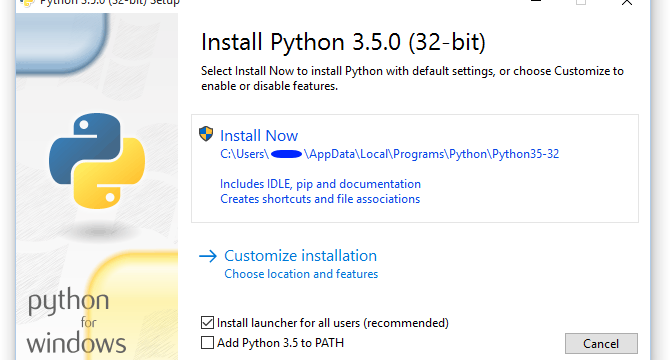 Python 3.5.0 (32-bit) Setup
Install Python 3.5.0 (32-bit)
Select Install Now to install Python with default settings, or choose Customize to
enable or disable features.
Install Now
C:\Users\ \AppData\Local\Programs\Python\Python35-32
Includes IDLE, pip and documentation
Creates shortcuts and file associations
Customize installation
Choose location and features
python
for
windows
Install launcher for all users (recommended)
Add Python 3.5 to PATH
Cancel